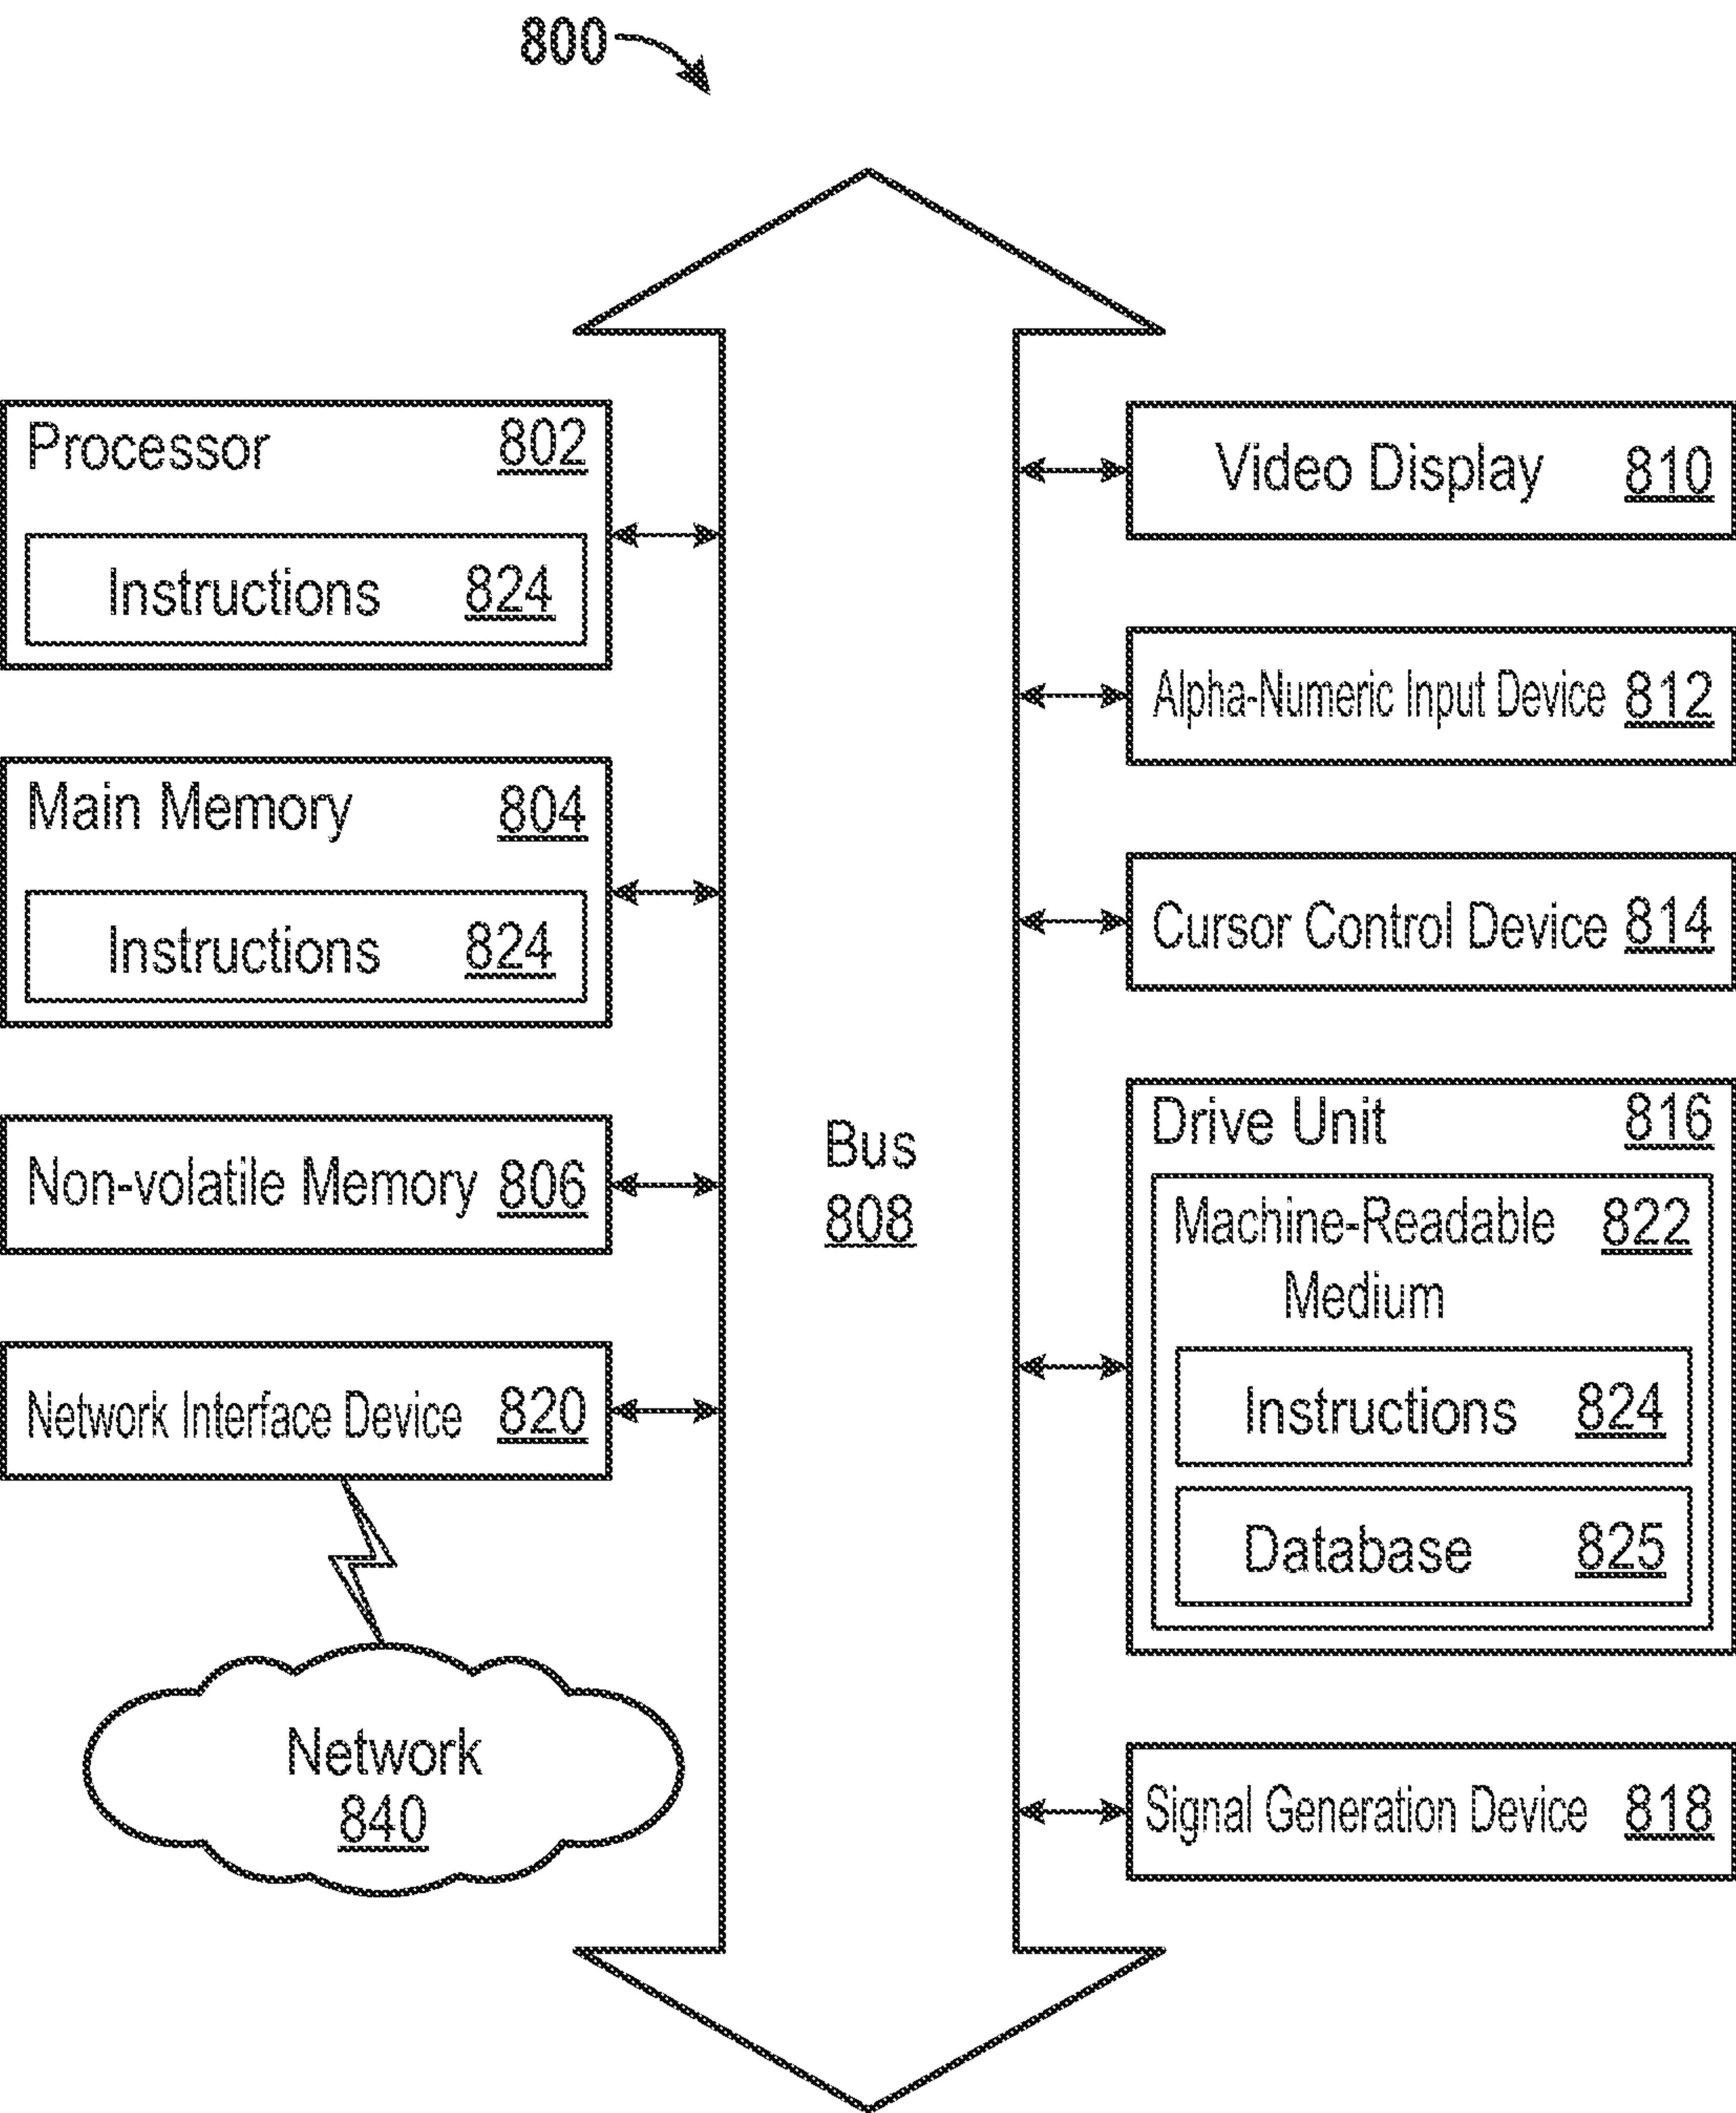 800
Processor 802
Instructions 824
Main Memory 804
Instructions 824
Non-volatile Memory 806
Network Interface Device 820
Network
840
Bus
808
Video Display 810
Alpha-Numeric Input Device 812
Cursor Control Device 814
Drive Unit 816
Machine-Readable 822
Medium
Instructions 824
Database 825
Signal Generation Device 818